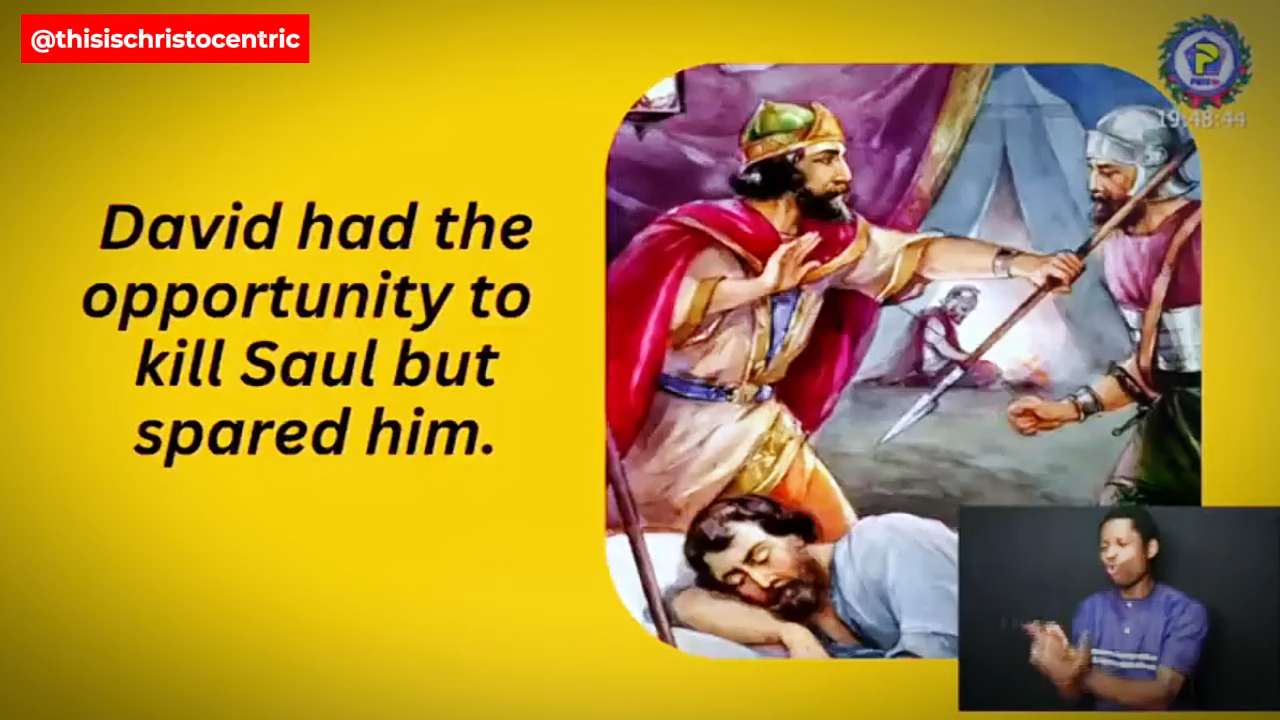 @thisischristocentric
19:48:44
David had the
opportunity to
kill Saul but
spared him.